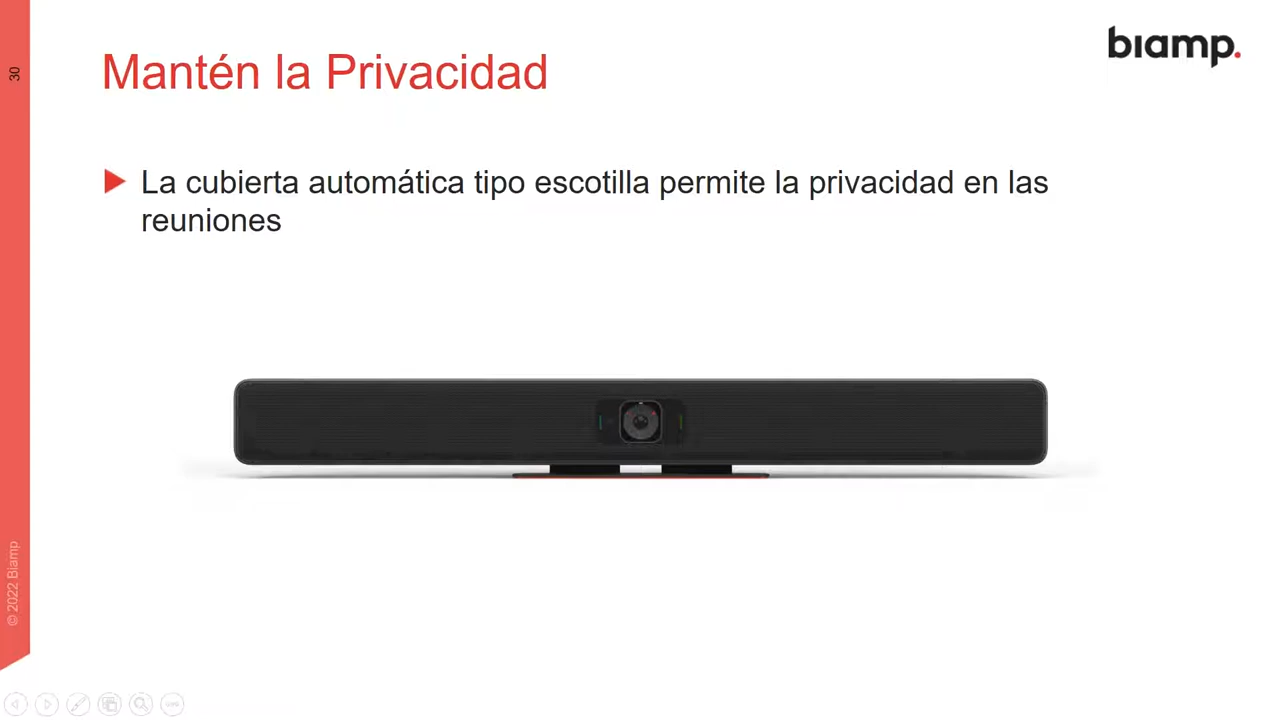 biamp.
Mantén la Privacidad
30
La cubierta automática tipo escotilla permite la privacidad en las
reuniones
© 2022 Biamp